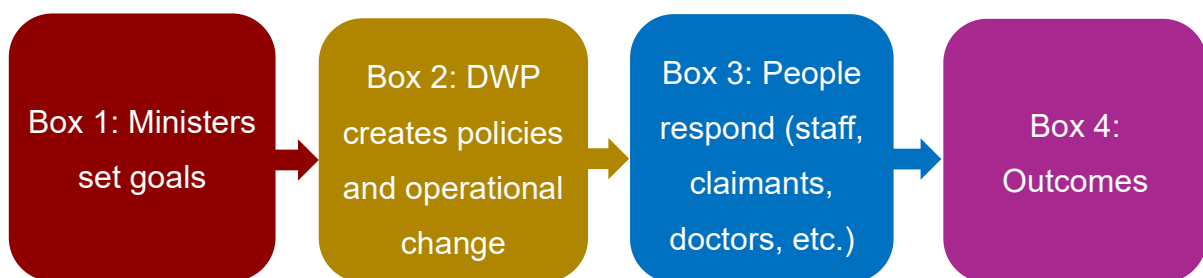 Box 1: Ministers
set goals
Box 2: DWP
creates policies
and operational
change
Box 3: People
respond (staff,
claimants,
doctors, etc.)
Box 4:
Outcomes